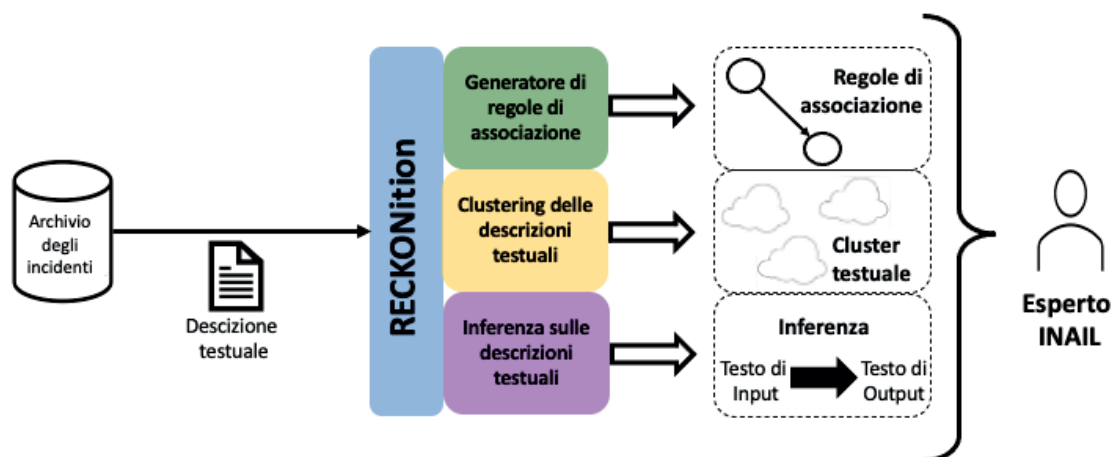 Archivio
degli
incidenti
Descizione
testuale
RECKONition
Generatore di
regole di
associazione
Clustering delle
descrizioni
testuali
Inferenza sulle
descrizioni
testuali
Regole di
associazione
Cluster
testuale
Inferenza
Testo di
Input
Testo di
Output
Esperto
INAIL